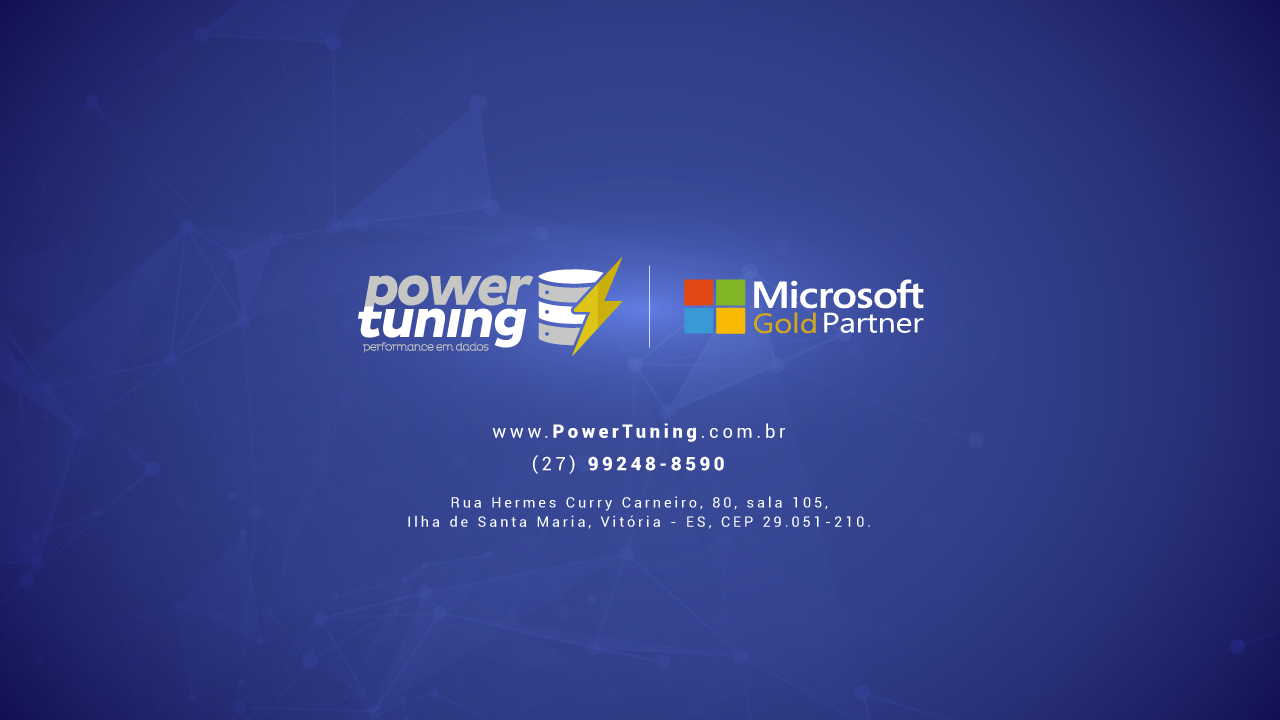 power
tuning
performance em dados
Microsoft
Gold Partner
www.PowerTuning.com.br
(27) 99248-8590
Rua Hermes Curry Carneiro, 80, sala 105,
Ilha de Santa Maria, Vitória - ES, CEP 29.051-210.